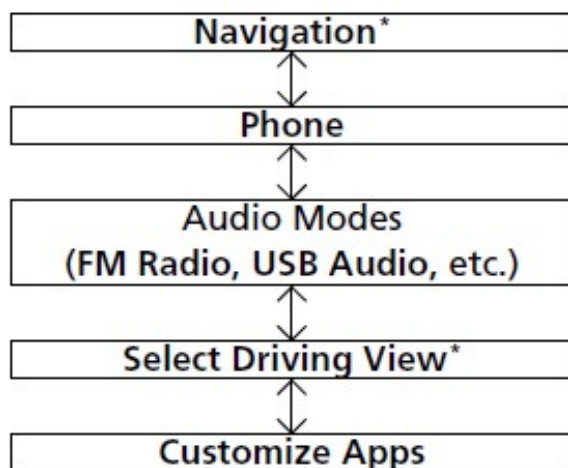 Navigation*
Phone
Audio Modes
(FM Radio, USB Audio, etc.)
Select Driving View*
Customize Apps